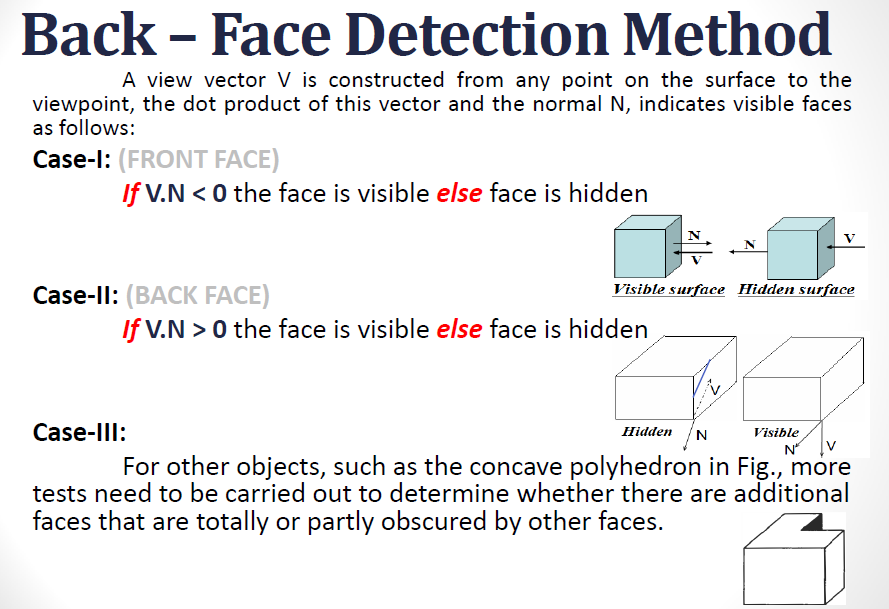 Back – Face Detection Method
A view vector V is constructed from any point on the surface to the
viewpoint, the dot product of this vector and the normal N, indicates visible faces
as follows:
Case-I: (FRONT FACE)
If V.N < 0 the face is visible else face is hidden
N
V
N
V
Visible surface Hidden surface
Case-II: (BACK FACE)
If V.N > 0 the face is visible else face is hidden
V
Hidden N
Visible
N V
Case-III:
For other objects, such as the concave polyhedron in Fig., more
tests need to be carried out to determine whether there are additional
faces that are totally or partly obscured by other faces.